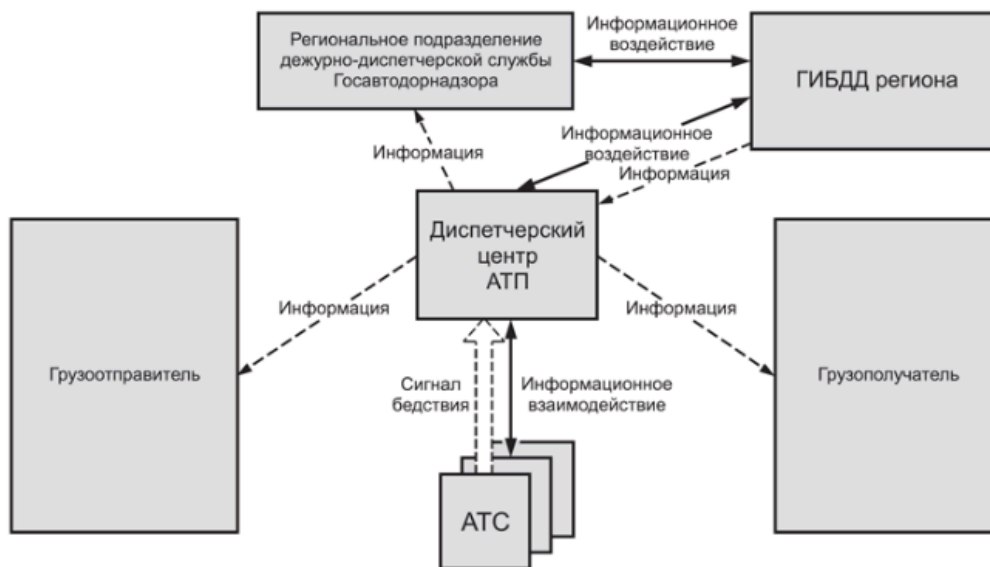 Региональное подразделение
дежурно-диспетчерской службы
Госавтодорнадзора
Информационное
воздействие
ГИБДД региона
Информация
Информационное
воздействие
Информация
Диспетчерский
центр
АТП
Информация
Информация
Грузоотправитель
Грузополучатель
Сигнал
бедствия
Информационное
взаимодействие
АТС